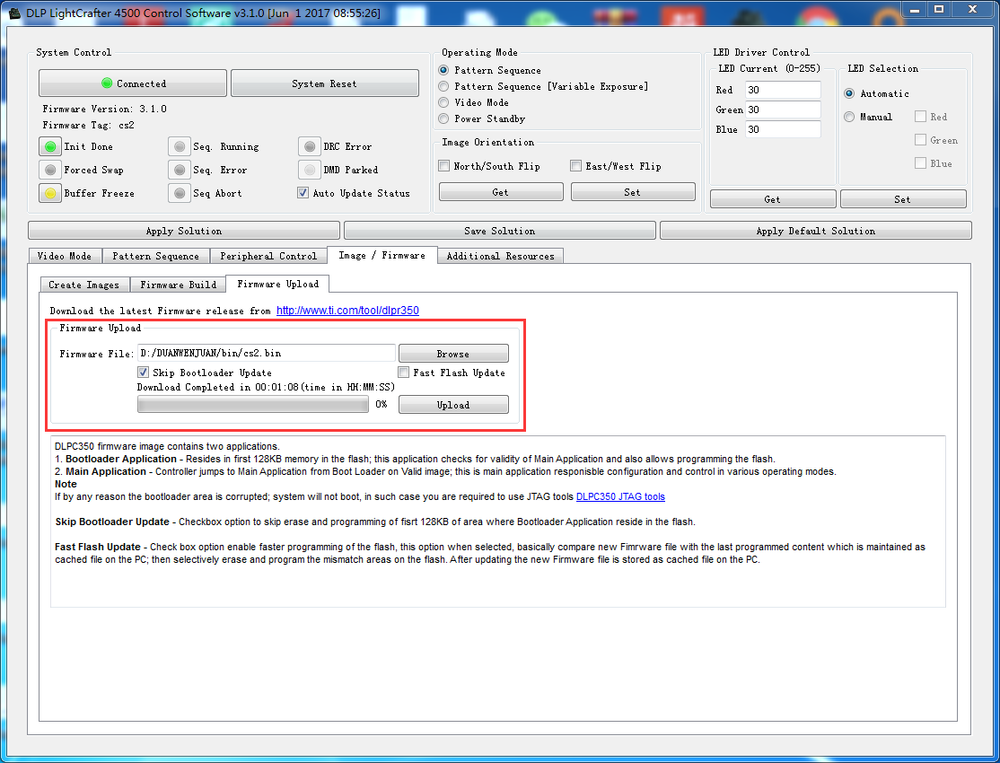 DLP LightCrafter 4500 Control Software v3.1.0 [Jun  1 2017 08:55:26]
System Control
Connected
System Reset
Firmware Version: 3.1.0
Firmware Tag: cs2
Init Done
Seq. Running
DRC Error
Forced Swap
Seq. Error
DMD Parked
Buffer Freeze
Seq Abort
Auto Update Status
Operating Mode
Pattern Sequence
Pattern Sequence [Variable Exposure]
Video Mode
Power Standby
Image Orientation
North/South Flip
East/West Flip
Get
Set
LED Driver Control
LED Current (0-255)
Red 30
Green 30
Blue 30
LED Selection
Automatic
Manual
Red
Green
Blue
Get
Set
Apply Solution
Save Solution
Apply Default Solution
Video Mode
Pattern Sequence
Peripheral Control
Image / Firmware
Additional Resources
Create Images
Firmware Build
Firmware Upload
Download the latest Firmware release from http://www.ti.com/tool/dlpr350
Firmware Upload
Firmware File: D:/DUANWENJUAN/bin/cs2.bin
Browse
Skip Bootloader Update
Fast Flash Update
Download Completed in 00:01:08(time in HH:MM:SS)
0%
Upload
DLPC350 firmware image contains two applications.
1. Bootloader Application - Resides in first 128KB memory in the flash; this application checks for validity of Main Application and also allows programming the flash.
2. Main Application - Controller jumps to Main Application from Boot Loader on Valid image; this is main application responisble configuration and control in various operating modes.
Note
If by any reason the bootloader area is corrupted; system will not boot, in such case you are required to use JTAG tools DLPC350 JTAG tools
Skip Bootloader Update - Checkbox option to skip erase and programming of fisrt 128KB of area where Bootloader Application reside in the flash.
Fast Flash Update - Check box option enable faster programming of the flash, this option when selected, basically compare new Fimrware file with the last programmed content which is maintained as
cached file on the PC; then selectively erase and program the mismatch areas on the flash. After updating the new Firmware file is stored as cached file on the PC.